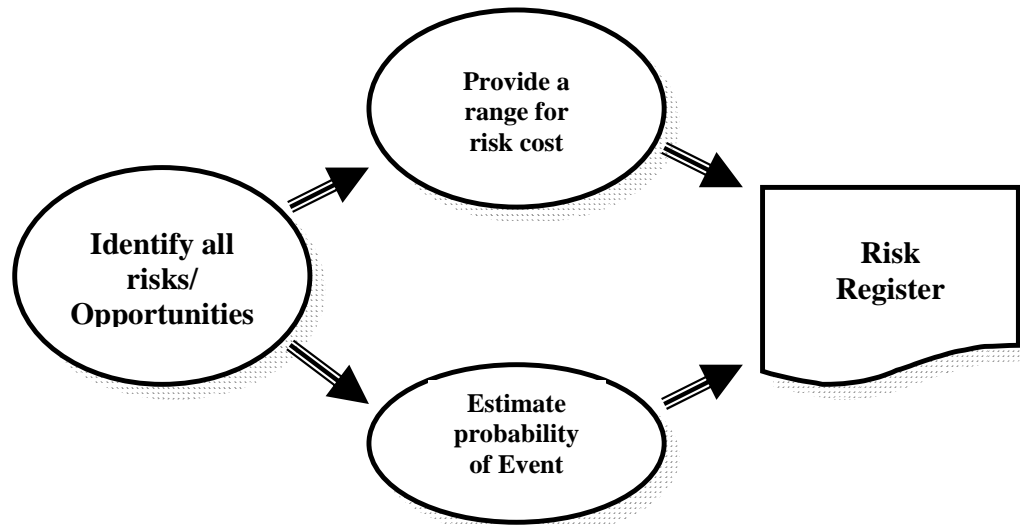 Provide a
range for
risk cost
Identify all
risks/
Opportunities
Risk
Register
Estimate
probability
of Event